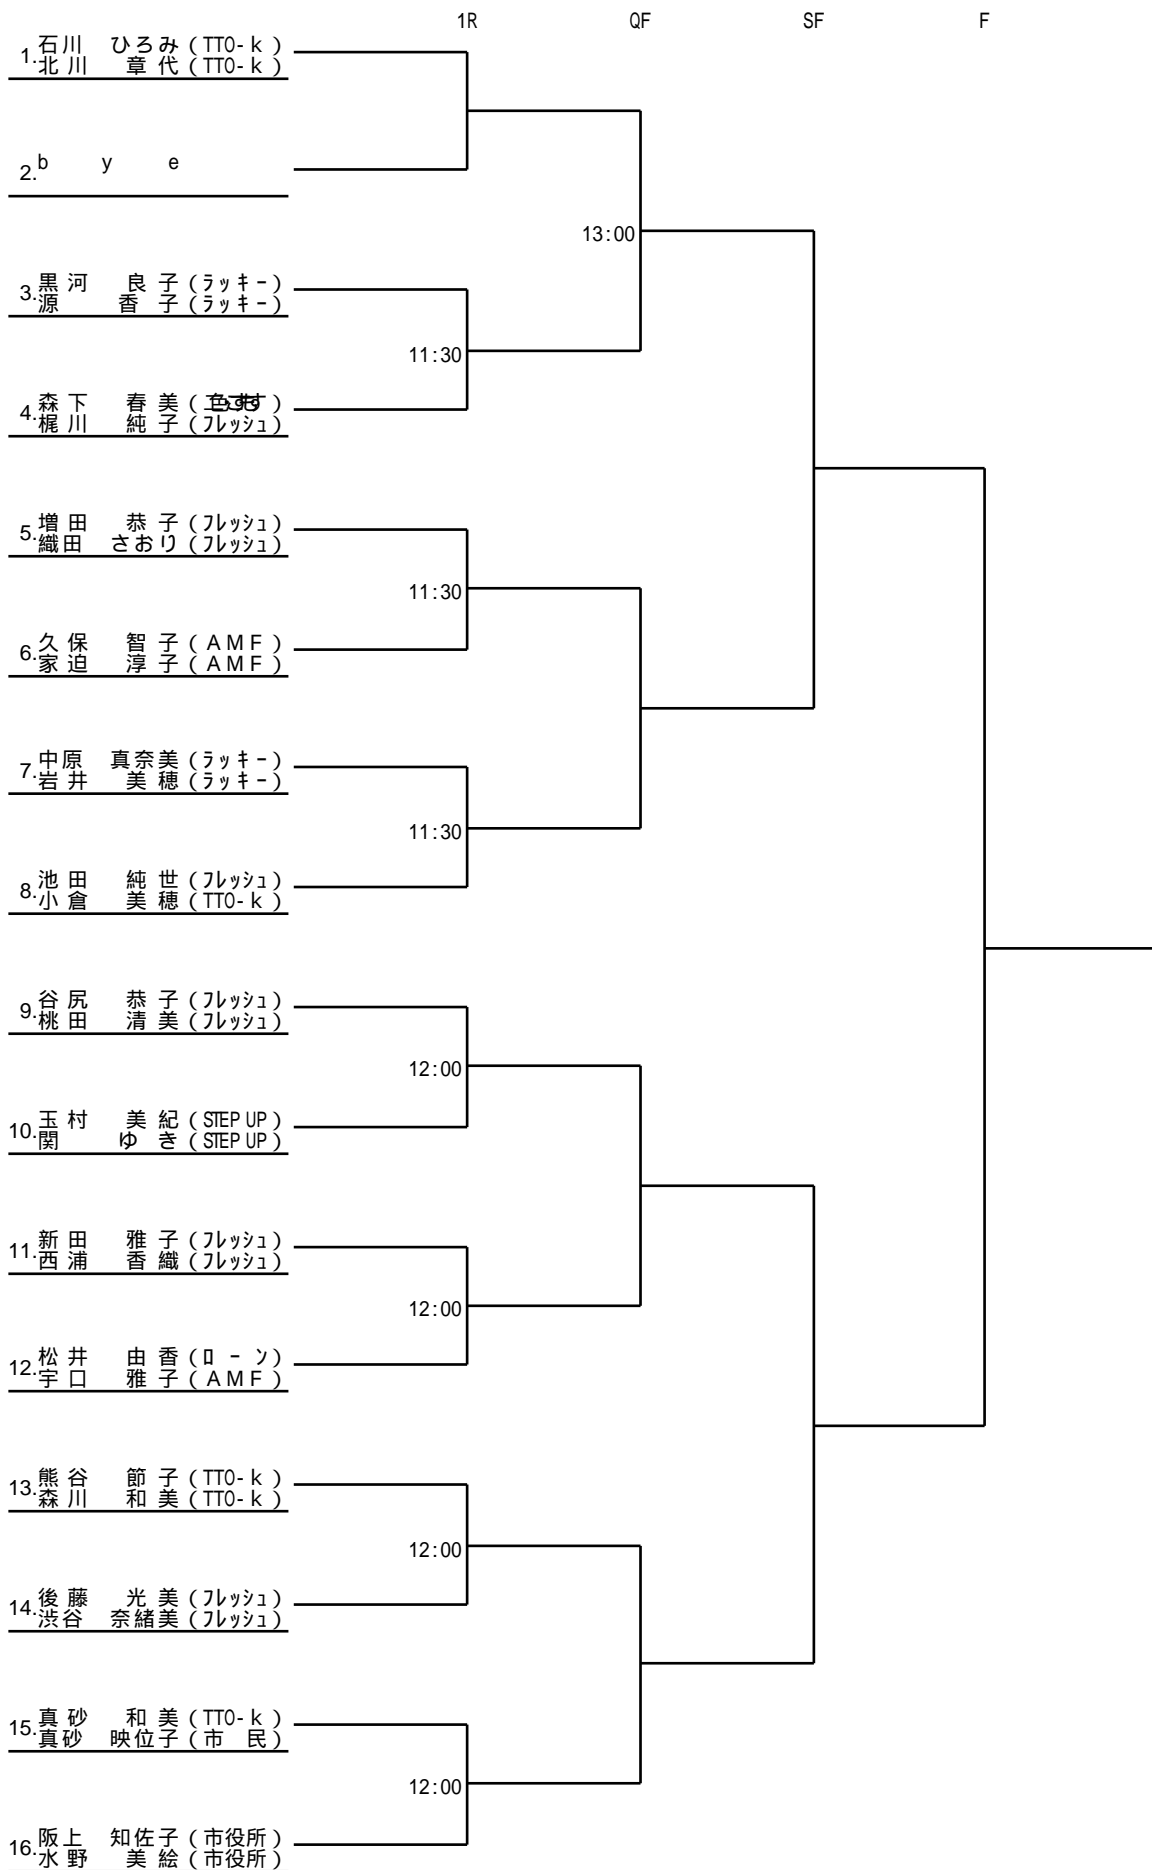 1R QF SF F
1. 石川 ひろみ (TTO-k)
北川 章代 (TTO-k)
2. b y e
13:00
3. 黒河 良子 (ラッキー)
源 香子 (ラッキー)
11:30
4. 森下 春美
梶川 純子 (フレッシュ)
5. 増田 恭子 (フレッシュ)
織田 さおり (フレッシュ)
11:30
6. 久保 智子 (AMF)
家迫 淳子 (AMF)
7. 中原 真奈美 (ラッキー)
岩井 美穂 (ラッキー)
11:30
8. 池田 純世 (フレッシュ)
小倉 美穂 (TTO-k)
9. 谷尻 恭子 (フレッシュ)
桃田 清美 (フレッシュ)
12:00
10. 玉村 美紀 (STEP UP)
関 ゆき (STEP UP)
11. 新田 雅子 (フレッシュ)
西浦 香織 (フレッシュ)
12:00
12. 松井 由香 (ローン)
宇口 雅子 (AMF)
13. 熊谷 節子 (TTO-k)
森川 和美 (TTO-k)
12:00
14. 後藤 光美 (フレッシュ)
渋谷 奈緒美 (フレッシュ)
15. 真砂 和美 (TTO-k)
真砂 映位子 (市 民)
12:00
16. 阪上 知佐子 (市役所)
水野 美絵 (市役所)